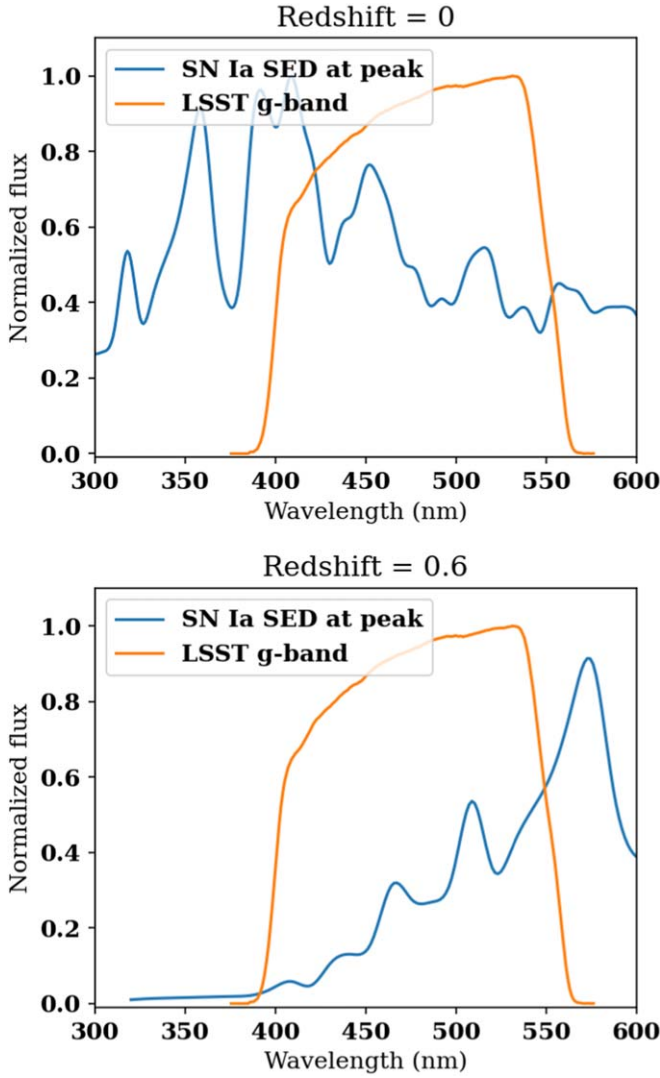 Redshift = 0
SN Ia SED at peak
LSST g-band
Normalized flux
1.0
0.8
0.6
0.4
0.2
0.0
300 350 400 450 500 550 600
Wavelength (nm)
Redshift = 0.6
SN Ia SED at peak
LSST g-band
Normalized flux
1.0
0.8
0.6
0.4
0.2
0.0
300 350 400 450 500 550 600
Wavelength (nm)